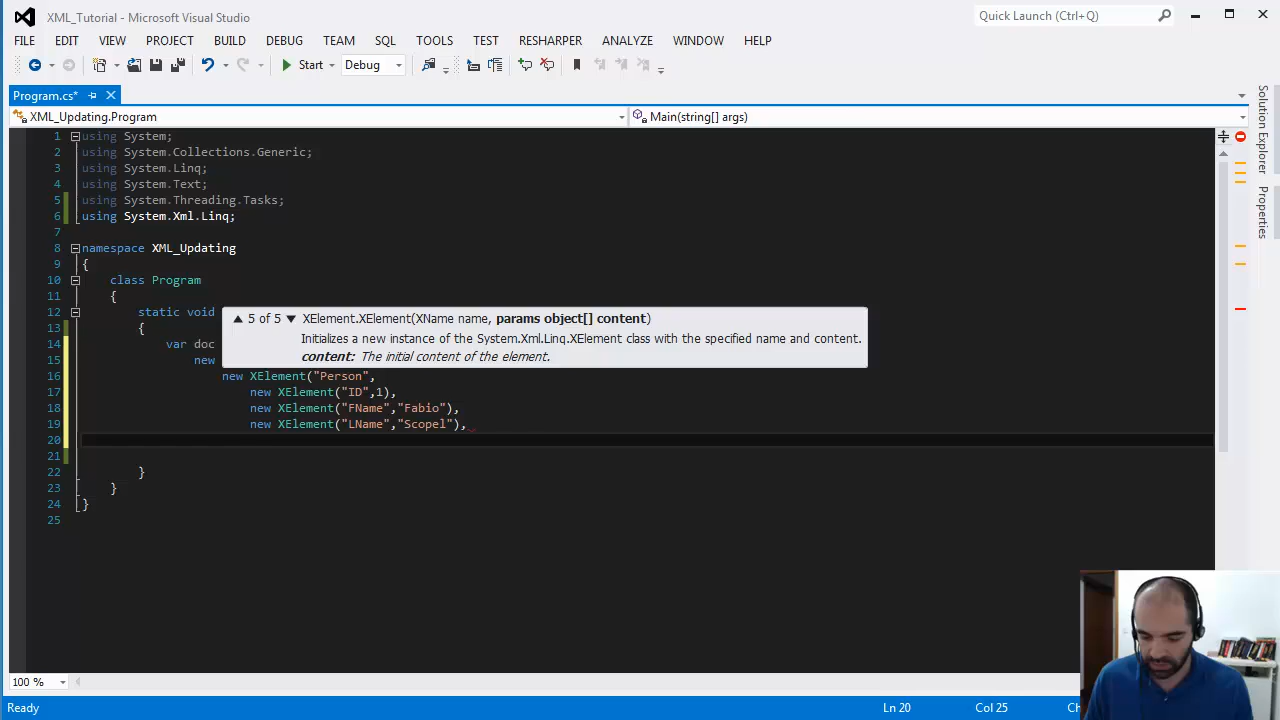 XML_Tutorial - Microsoft Visual Studio
Quick Launch (Ctrl+Q)
FILE EDIT VIEW PROJECT BUILD DEBUG TEAM SQL TOOLS TEST RESHARPER ANALYZE WINDOW HELP
Start Debug
Program.cs*
XML_Updating.Program Main(string[] args)
1 using System;
2 using System.Collections.Generic;
3 using System.Linq;
4 using System.Text;
5 using System.Threading.Tasks;
6 using System.Xml.Linq;
7
8 namespace XML_Updating
9 {
10 class Program
11 {
12 static void
13 {
14 var doc
15 new
5 of 5 XElement.XElement(XName name, params object[] content)
Initializes a new instance of the System.Xml.Linq.XElement class with the specified name and content.
content: The initial content of the element.
16 new XElement("Person",
17 new XElement("ID",1),
18 new XElement("FName","Fabio"),
19 new XElement("LName","Scopel"),
20
21
22 }
23 }
24 }
25
Solution Explorer
Properties
100 %
Ready Ln 20 Col 25 Ch